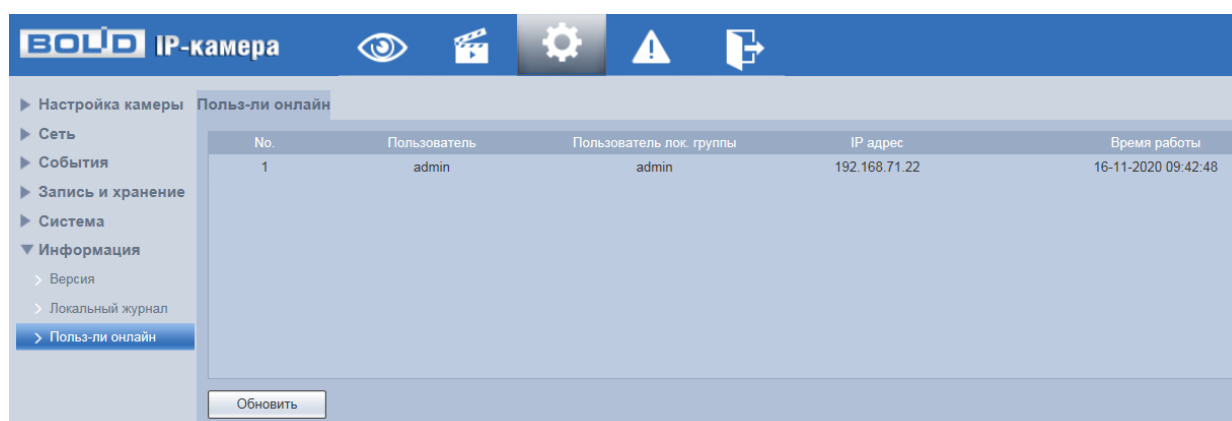 BOLID IP-камера
Настройка камеры
Сеть
События
Запись и хранение
Система
Информация
Версия
Локальный журнал
Польз-ли онлайн
Польз-ли онлайн
No. Пользователь Пользователь лок. группы IP адрес Время работы
1 admin admin 192.168.71.22 16-11-2020 09:42:48
Обновить